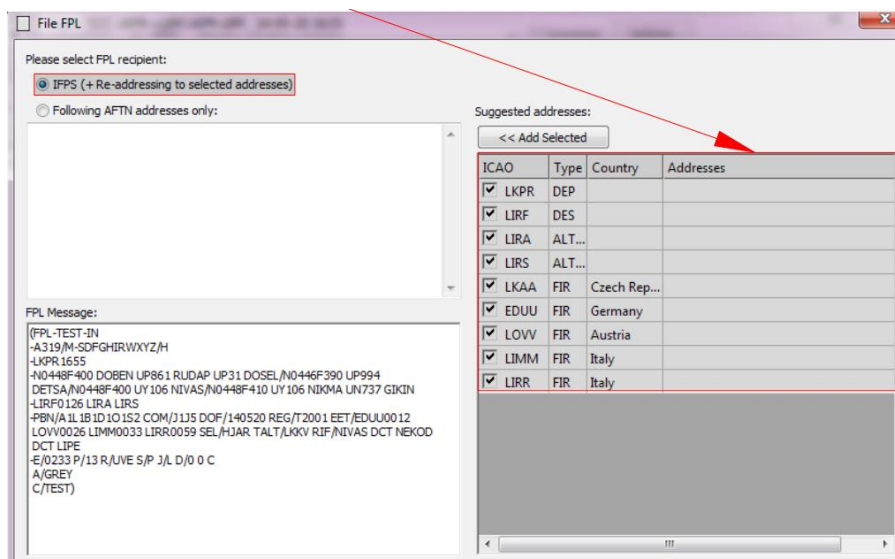 File FPL
Please select FPL recipient:
IFPS (+ Re-addressing to selected addresses)
Following AFTN addresses only:
Suggested addresses:
<< Add Selected
ICAO Type Country Addresses
LKPR DEP
LIRF DES
LIRA ALT...
LIRS ALT...
LKAA FIR Czech Rep...
EDUU FIR Germany
LOVV FIR Austria
LIMM FIR Italy
LIRR FIR Italy
FPL Message:
(FPL-TEST-IN
-A319/M-SDFGHIRWXYZ/H
-LKPR1655
-N0448F400 DOBEN UP861 RUDAP UP31 DOSEL/N0446F390 UP994
DETSA/N0448F400 UY106 NIVAS/N0448F410 UY106 NIKMA UN737 GIKIN
-LIRF0126 LIRA LIRS
-PBN/A1L1B1D1O1S2 COM/J1J5 DOF/140520 REG/T2001 EET/EDUU0012
LOVV0026 LIMM0033 LIRR0059 SEL/HJAR TALT/LKKV RIF/NIVAS DCT NEKOD
DCT LIPE
-E/0233 P/13 R/UVE S/P J/L D/0 0 C
A/GREY
C/TEST)